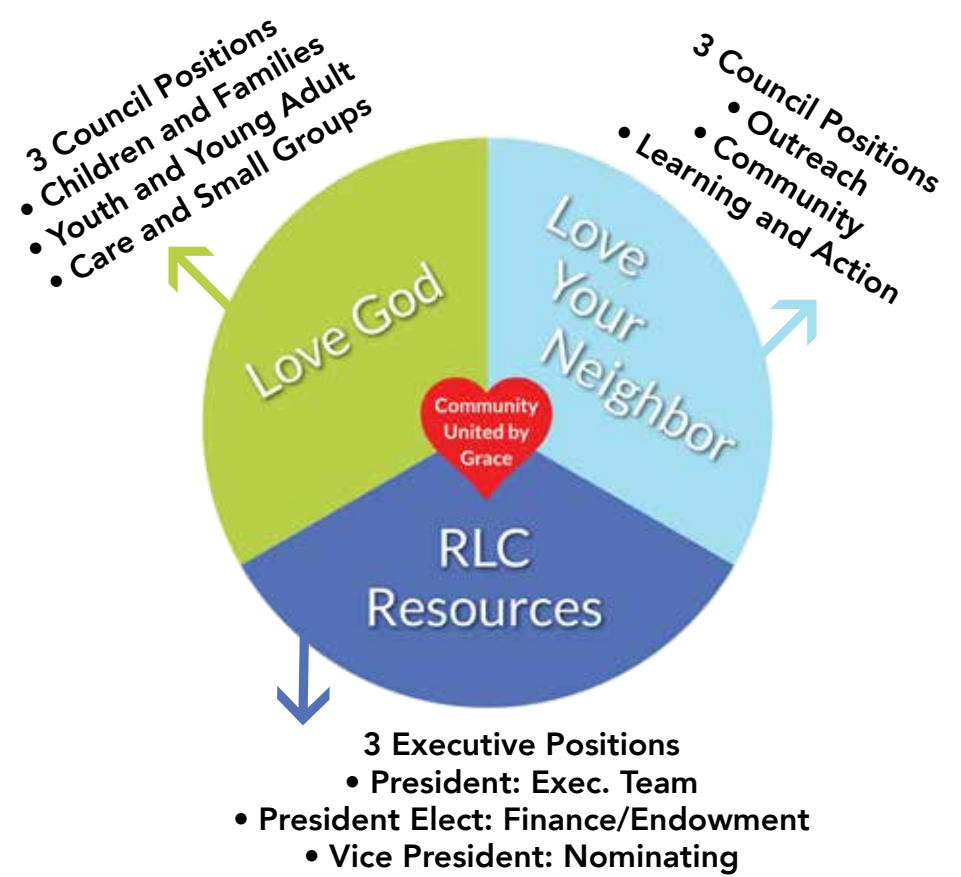 3 Council Positions
• Children and Families
• Youth and Young Adult
• Care and Small Groups
3 Council Positions
• Outreach
• Community
• Learning and Action
Love God
Love
Your
Neighbor
Community
United by
Grace
RLC
Resources
3 Executive Positions
• President: Exec. Team
• President Elect: Finance/Endowment
• Vice President: Nominating